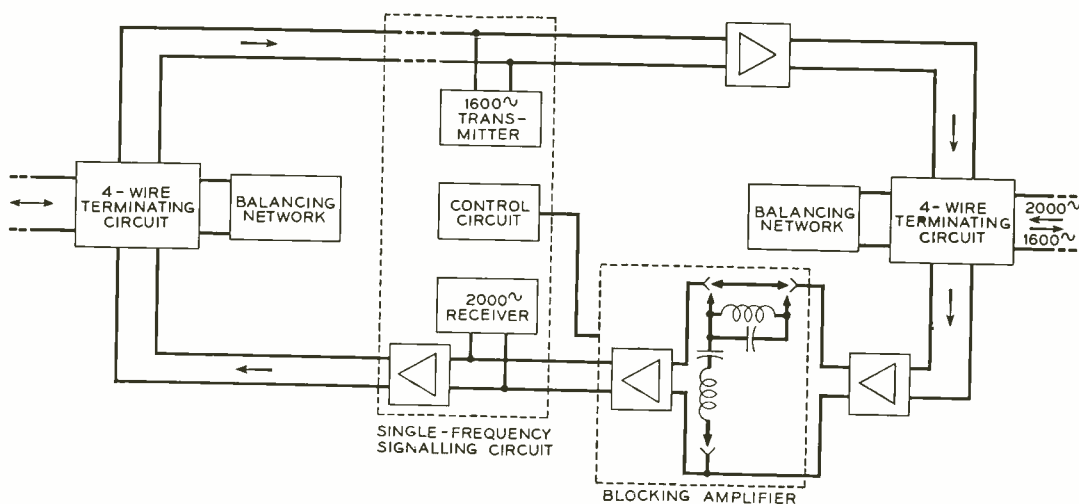 1600~
TRANS-
MITTER
4-WIRE
TERMINATING
CIRCUIT
BALANCING
NETWORK
CONTROL
CIRCUIT
BALANCING
NETWORK
4-WIRE
TERMINATING
CIRCUIT
2000~
1600~
2000~
RECEIVER
SINGLE-FREQUENCY
SIGNALLING CIRCUIT
BLOCKING AMPLIFIER